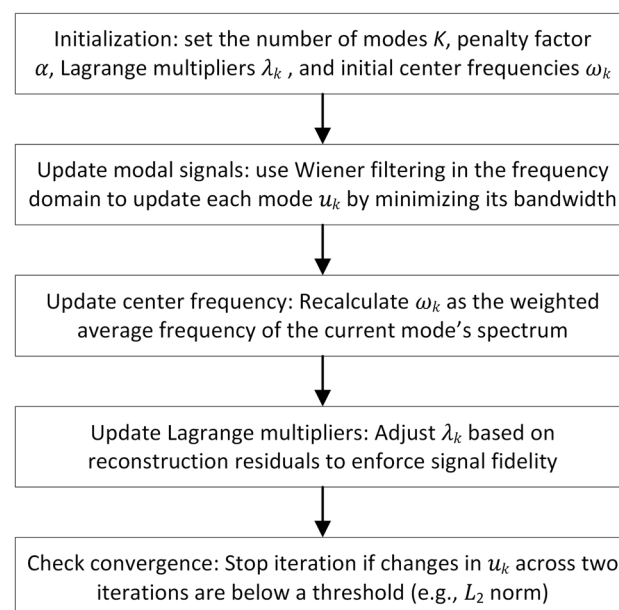 Initialization: set the number of modes K, penalty factor
α, Lagrange multipliers λₖ , and initial center frequencies ωₖ
Update modal signals: use Wiener filtering in the frequency
domain to update each mode uₖ by minimizing its bandwidth
Update center frequency: Recalculate ωₖ as the weighted
average frequency of the current mode’s spectrum
Update Lagrange multipliers: Adjust λₖ based on
reconstruction residuals to enforce signal fidelity
Check convergence: Stop iteration if changes in uₖ across two
iterations are below a threshold (e.g., L₂ norm)